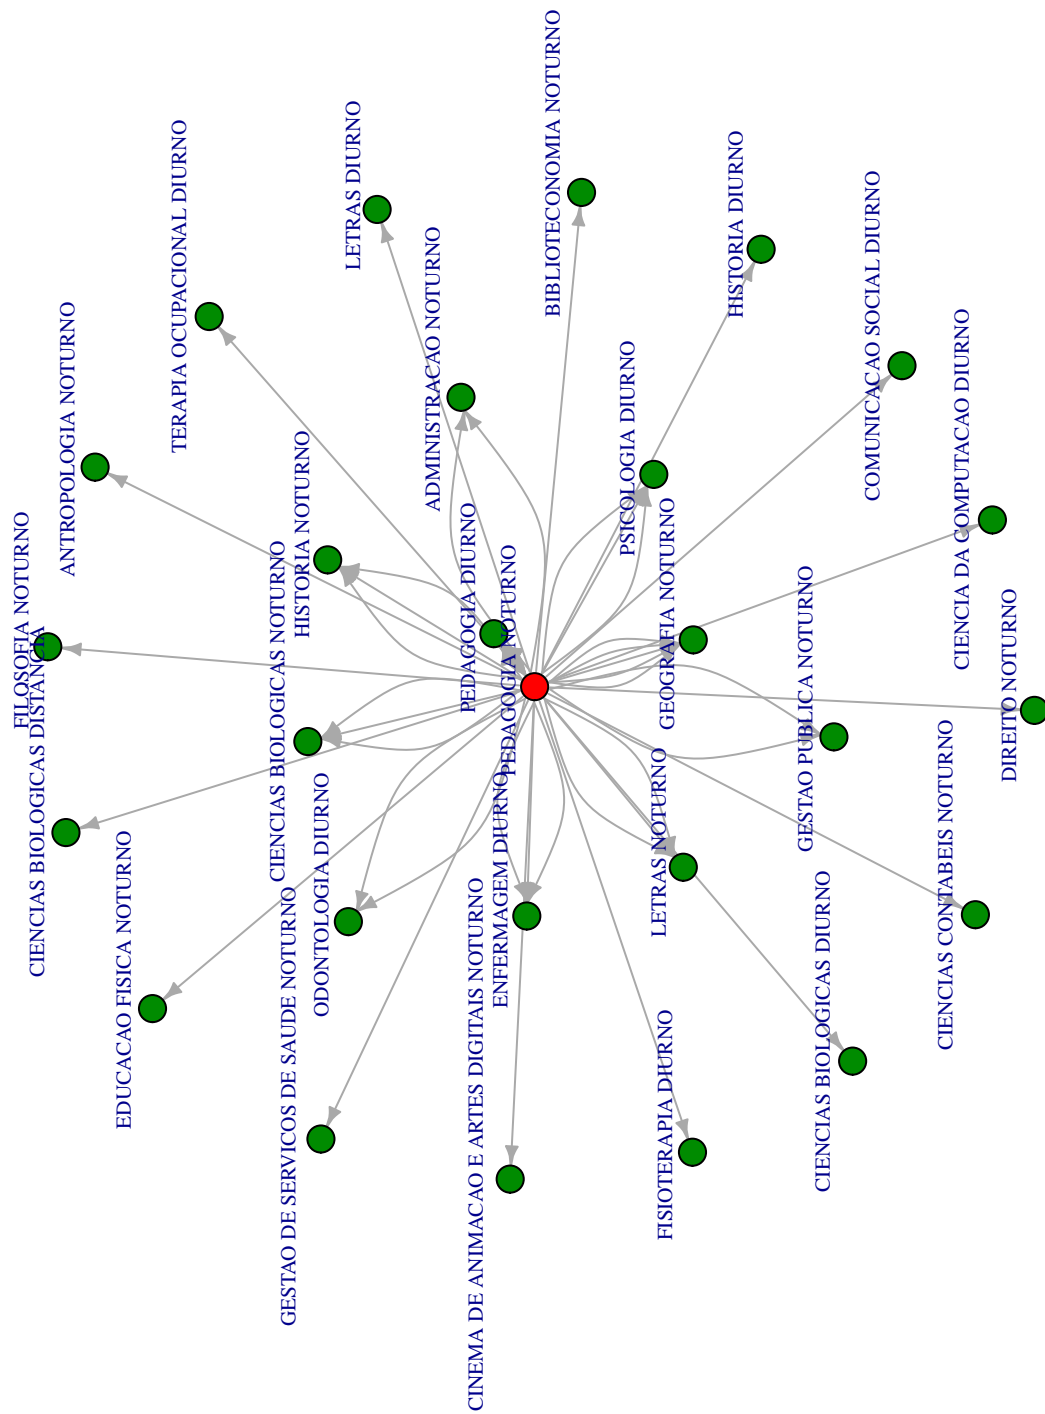 FILOSOFIA NOTURNO
CIENCIAS BIOLOGICAS DISTANCIA
ANTROPOLOGIA NOTURNO
EDUCACAO FISICA NOTURNO
TERAPIA OCUPACIONAL DIURNO
CIENCIAS BIOLOGICAS NOTURNO
GESTAO DE SERVICOS DE SAUDE NOTURNO
HISTORIA NOTURNO
ODONTOLOGIA DIURNO
LETRAS DIURNO
ADMINISTRACAO NOTURNO
PEDAGOGIA DIURNO
CINEMA DE ANIMACAO E ARTES DIGITAIS NOTURNO
ENFERMAGEM DIURNO
PEDAGOGIA NOTURNO
BIBLIOTECONOMIA NOTURNO
PSICOLOGIA DIURNO
LETRAS NOTURNO
GEOGRAFIA NOTURNO
FISIOTERAPIA DIURNO
HISTORIA DIURNO
GESTAO PUBLICA NOTURNO
CIENCIAS BIOLOGICAS DIURNO
COMUNICACAO SOCIAL DIURNO
CIENCIAS CONTABEIS NOTURNO
CIENCIA DA COMPUTACAO DIURNO
DIREITO NOTURNO